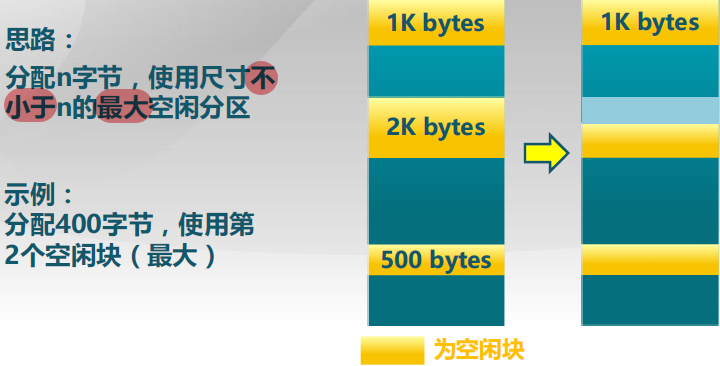 思路：
分配n字节，使用尺寸不
小于n的最大空闲分区
示例：
分配400字节，使用第
2个空闲块（最大）
1K bytes
2K bytes
500 bytes
1K bytes
为空闲块